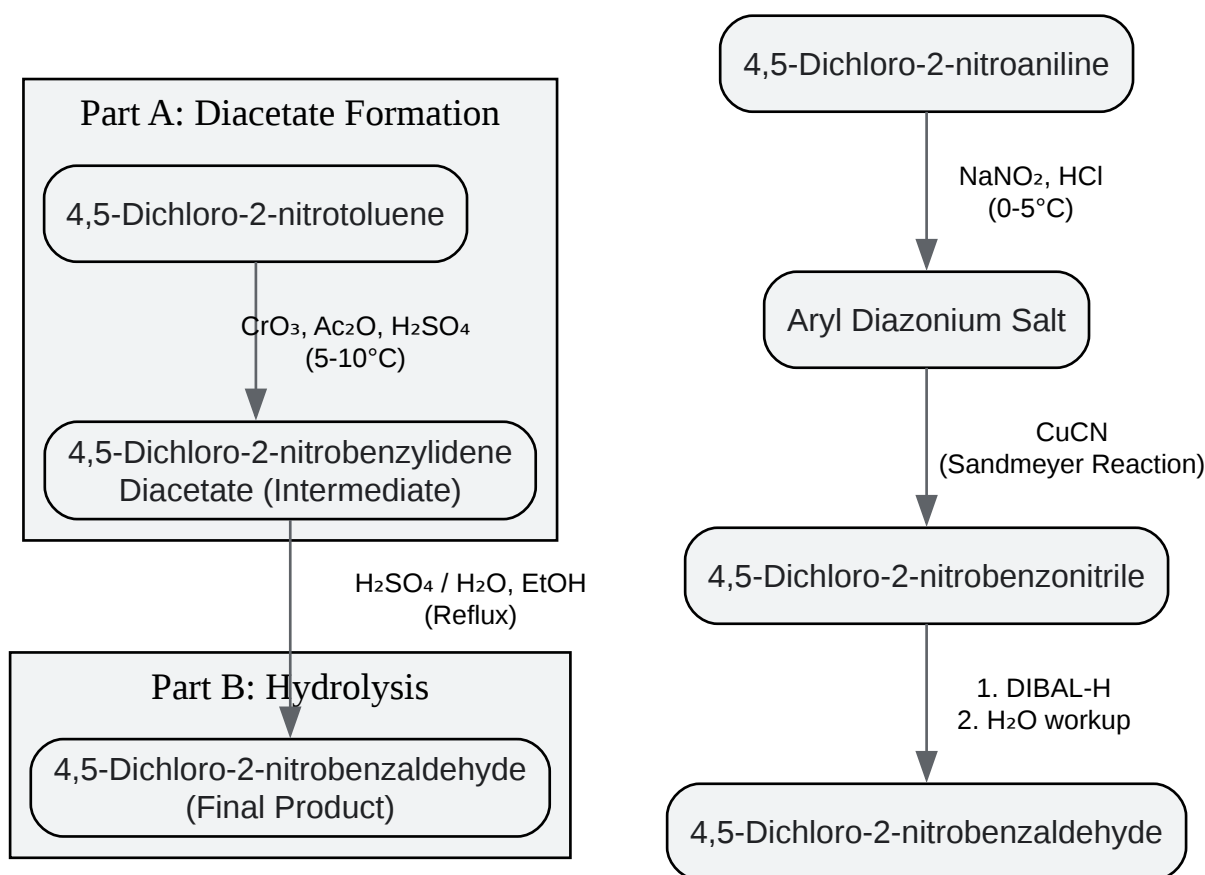 Part A: Diacetate Formation
4,5-Dichloro-2-nitrotoluene
CrO₃, Ac₂O, H₂SO₄
(5-10°C)
4,5-Dichloro-2-nitrobenzylidene
Diacetate (Intermediate)
H₂SO₄ / H₂O, EtOH
(Reflux)
Part B: Hydrolysis
4,5-Dichloro-2-nitrobenzaldehyde
(Final Product)
4,5-Dichloro-2-nitroaniline
NaNO₂, HCl
(0-5°C)
Aryl Diazonium Salt
CuCN
(Sandmeyer Reaction)
4,5-Dichloro-2-nitrobenzonitrile
1. DIBAL-H
2. H₂O workup
4,5-Dichloro-2-nitrobenzaldehyde